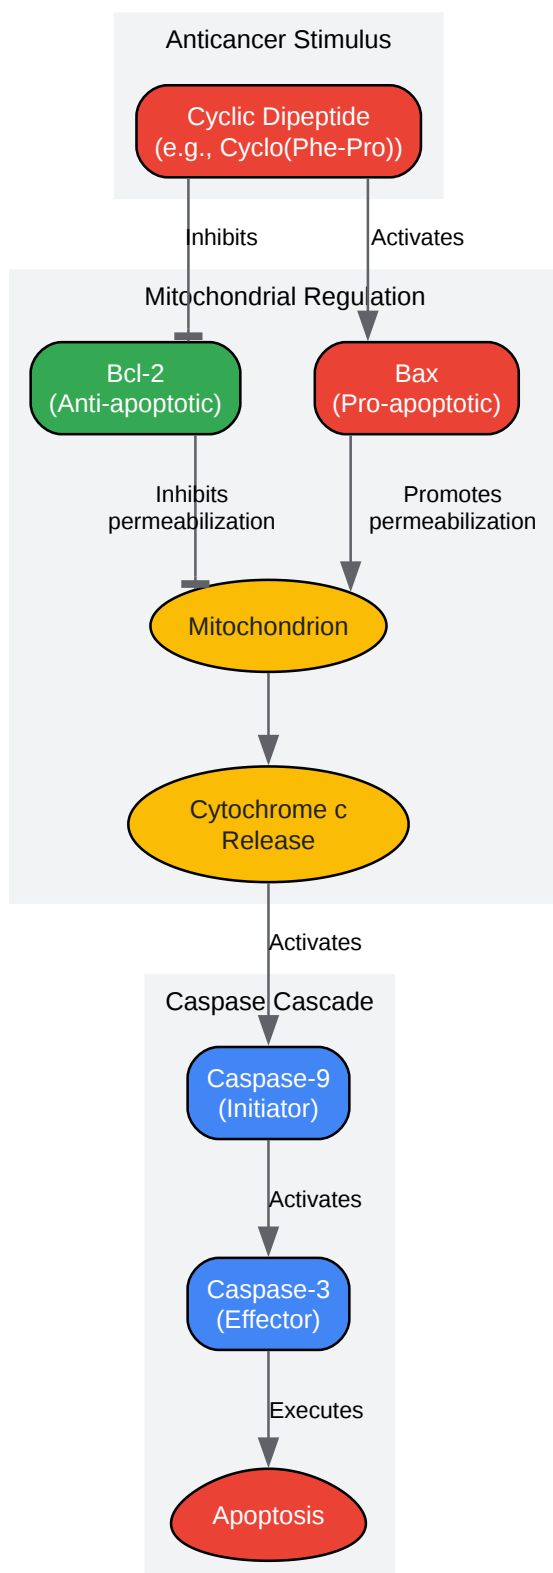 Anticancer Stimulus
Cyclic Dipeptide
(e.g., Cyclo(Phe-Pro))
Inhibits
Activates
Mitochondrial Regulation
Bcl-2
(Anti-apoptotic)
Bax
(Pro-apoptotic)
Inhibits
permeabilization
Promotes
permeabilization
Mitochondrion
Cytochrome c
Release
Activates
Caspase Cascade
Caspase-9
(Initiator)
Activates
Caspase-3
(Effector)
Executes
Apoptosis